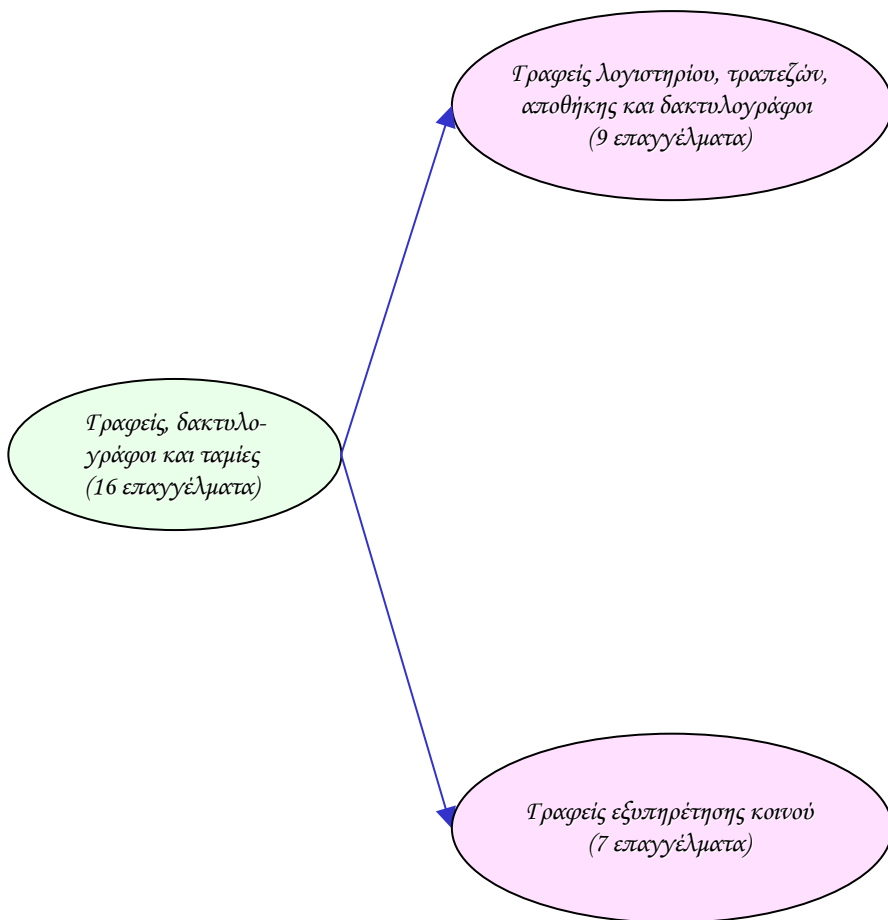 Γραφείς λογιστηρίου, τραπεζών,
αποθήκης και δακτυλογράφοι
(9 επαγγέλματα)
Γραφείς, δακτυλο-
γράφοι και ταμίες
(16 επαγγέλματα)
Γραφείς εξυπηρέτησης κοινού
(7 επαγγέλματα)